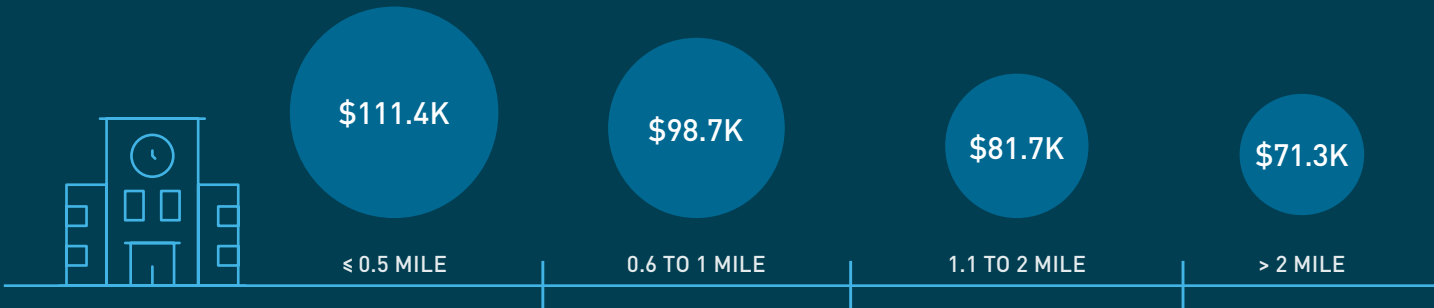 $111.4K
$98.7K
$81.7K
$71.3K
⩽ 0.5 MILE
0.6 TO 1 MILE
1.1 TO 2 MILE
> 2 MILE